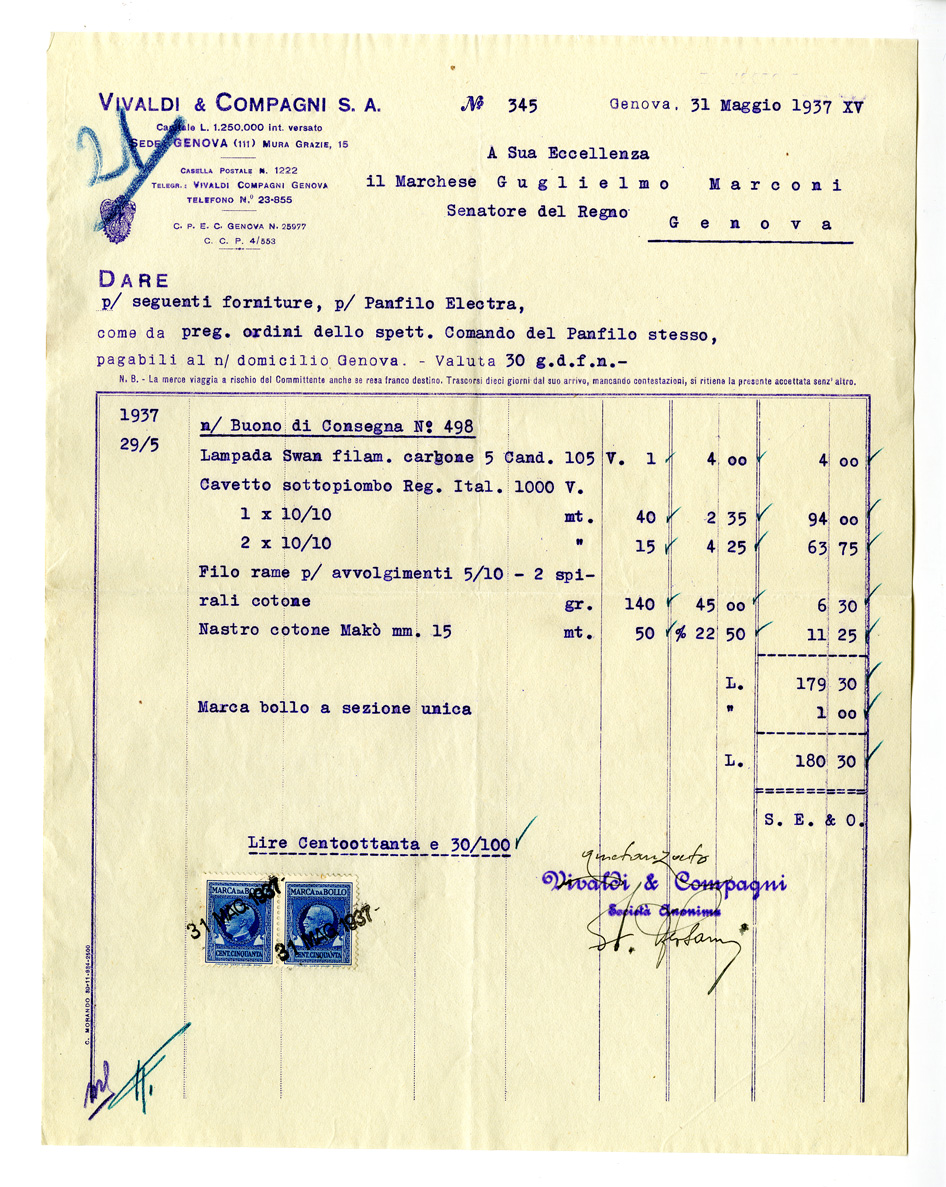 VIVALDI & COMPAGNI S. A.
Nº 345
Genova, 31 Maggio 1937 XV
Capitale L. 1.250.000 int. versato
SEDE GENOVA (111) MURA GRAZIE, 15
CASELLA POSTALE N. 1222
TELEGR.: VIVALDI COMPAGNI GENOVA
TELEFONO N.º 23-855
C. P. E. C. GENOVA N. 25977
C. C. P. 4/553
A Sua Eccellenza
il Marchese Guglielmo Marconi
Senatore del Regno
Genova
DARE
p/ seguenti forniture, p/ Panfilo Electra,
come da preg. ordini dello spett. Comando del Panfilo stesso,
pagabili al n/ domicilio Genova. - Valuta 30 g.d.f.n.-
N. B. - La merce viaggia a rischio del Committente anche se resa franco destino. Trascorsi dieci giorni dal suo arrivo, mancando contestazioni, si ritiene la presente accettata senz'altro.
1937
29/5
n/ Buono di Consegna Nº 498
Lampada Swan filam. carbone 5 Cand. 105 V. 1 4 00 4 00
Cavetto sottopiombo Reg. Ital. 1000 V.
1 x 10/10 mt. 40 2 35 94 00
2 x 10/10 " 15 4 25 63 75
Filo rame p/ avvolgimenti 5/10 - 2 spi-
rali cotone gr. 140 45 00 6 30
Nastro cotone Makò mm. 15 mt. 50 % 22 50 11 25
L. 179 30
Marca bollo a sezione unica " 1 00
L. 180 30
S. E. & O.
Lire Centoottanta e 30/100
quetanzato
Vivaldi & Compagni
Società Anonima
MARCA DA BOLLO
CENT. CINQUANTA
31 MAG. 1937
MARCA DA BOLLO
CENT. CINQUANTA
31 MAG. 1937